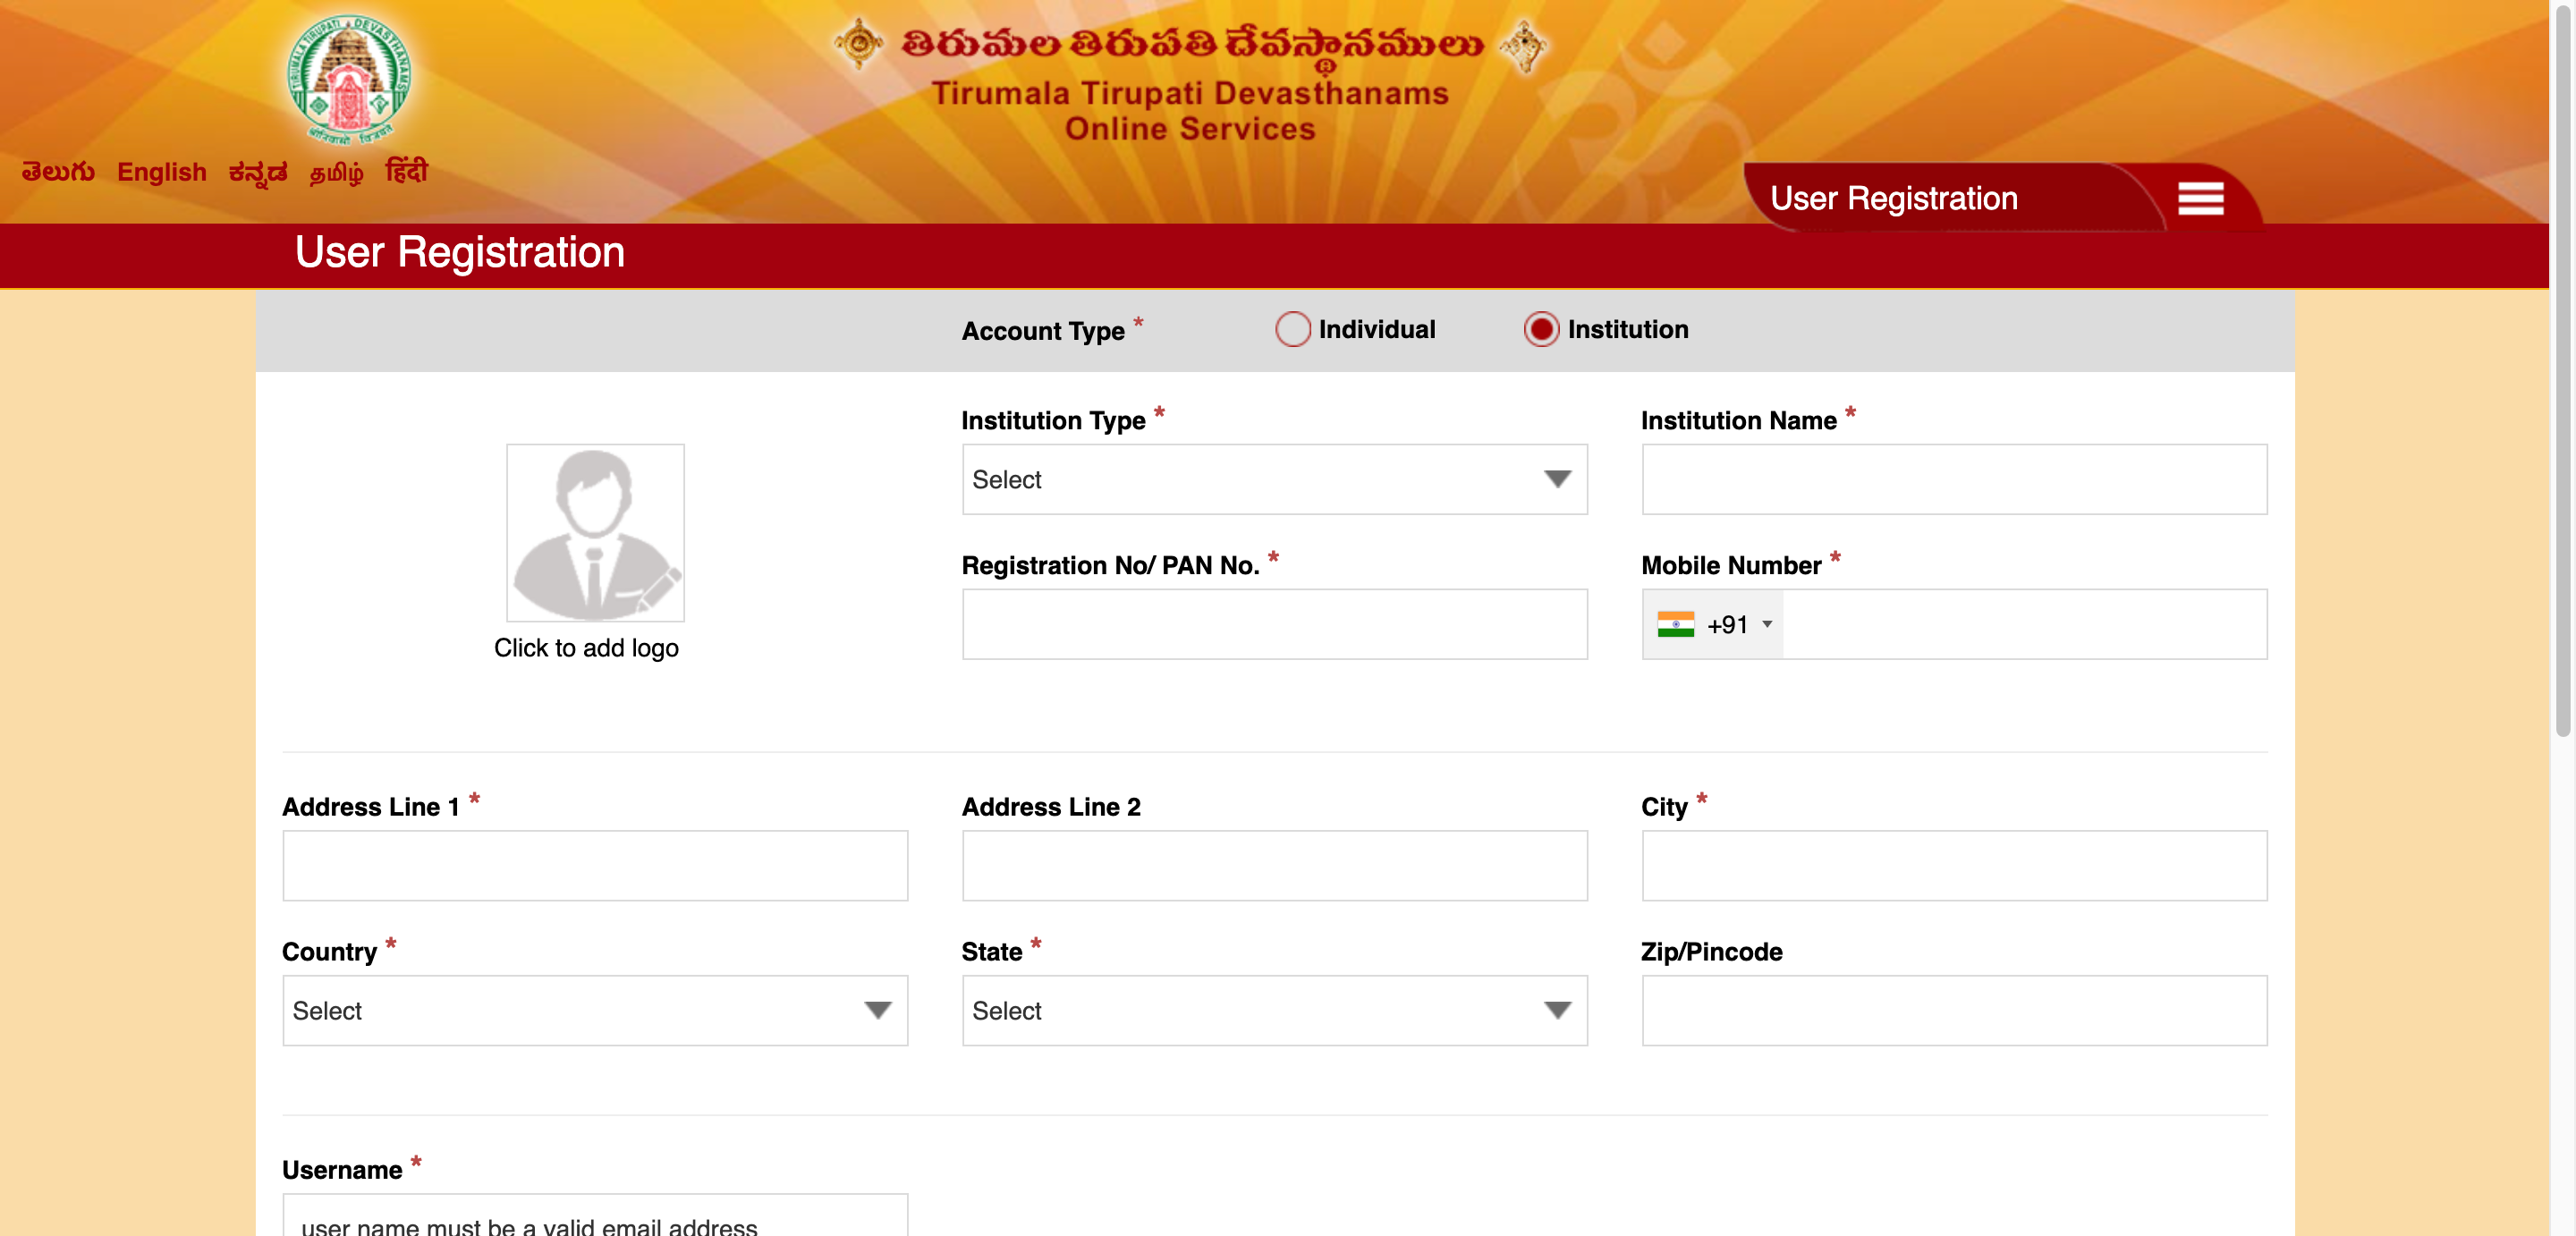 TIRUMALA TIRUPATI DEVASTHANAMS
తిరుమల తిరుపతి దేవస్థానములు
Tirumala Tirupati Devasthanams
Online Services
తెలుగు English ಕನ್ನಡ தமிழ் हिंदी
User Registration
User Registration
Account Type * Individual Institution
Institution Type * Institution Name *
Select
Registration No/ PAN No. * Mobile Number *
+91
Click to add logo
Address Line 1 * Address Line 2 City *
Country * State * Zip/Pincode
Select Select
Username *
user name must be a valid email address